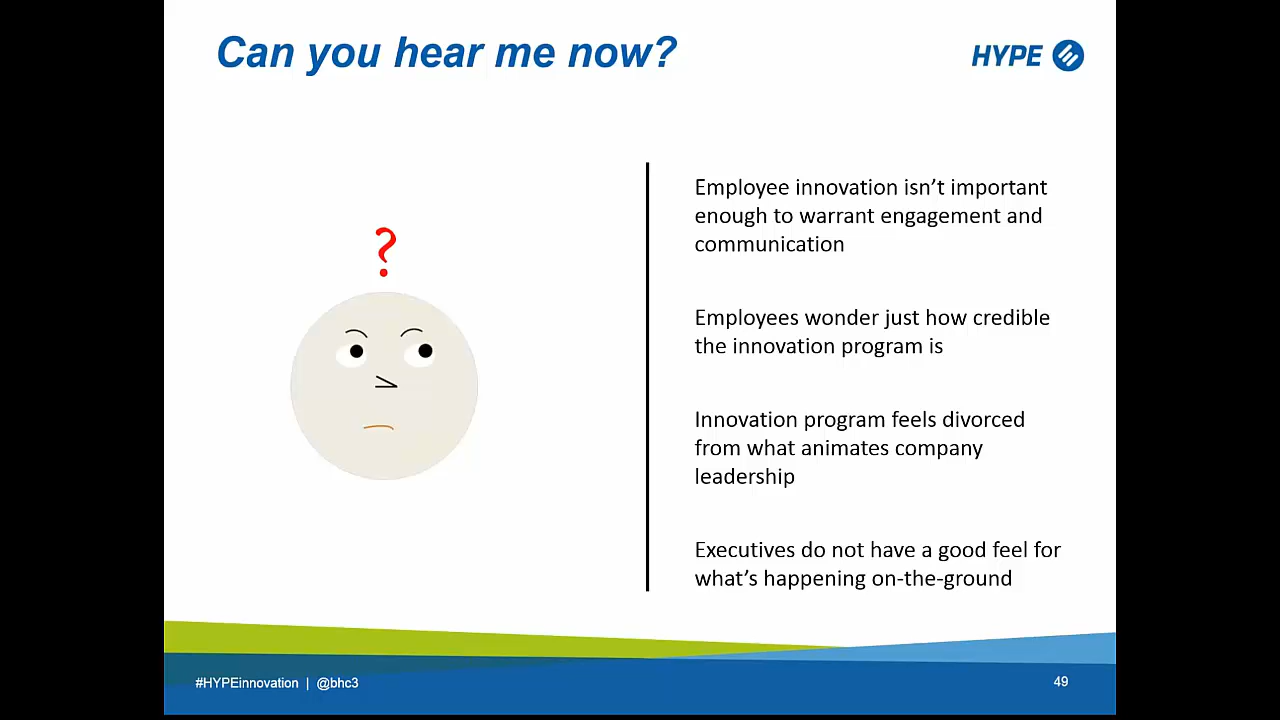 Can you hear me now?
HYPE
?
Employee innovation isn’t important
enough to warrant engagement and
communication
Employees wonder just how credible
the innovation program is
Innovation program feels divorced
from what animates company
leadership
Executives do not have a good feel for
what’s happening on-the-ground
#HYPEinnovation | @bhc3
49